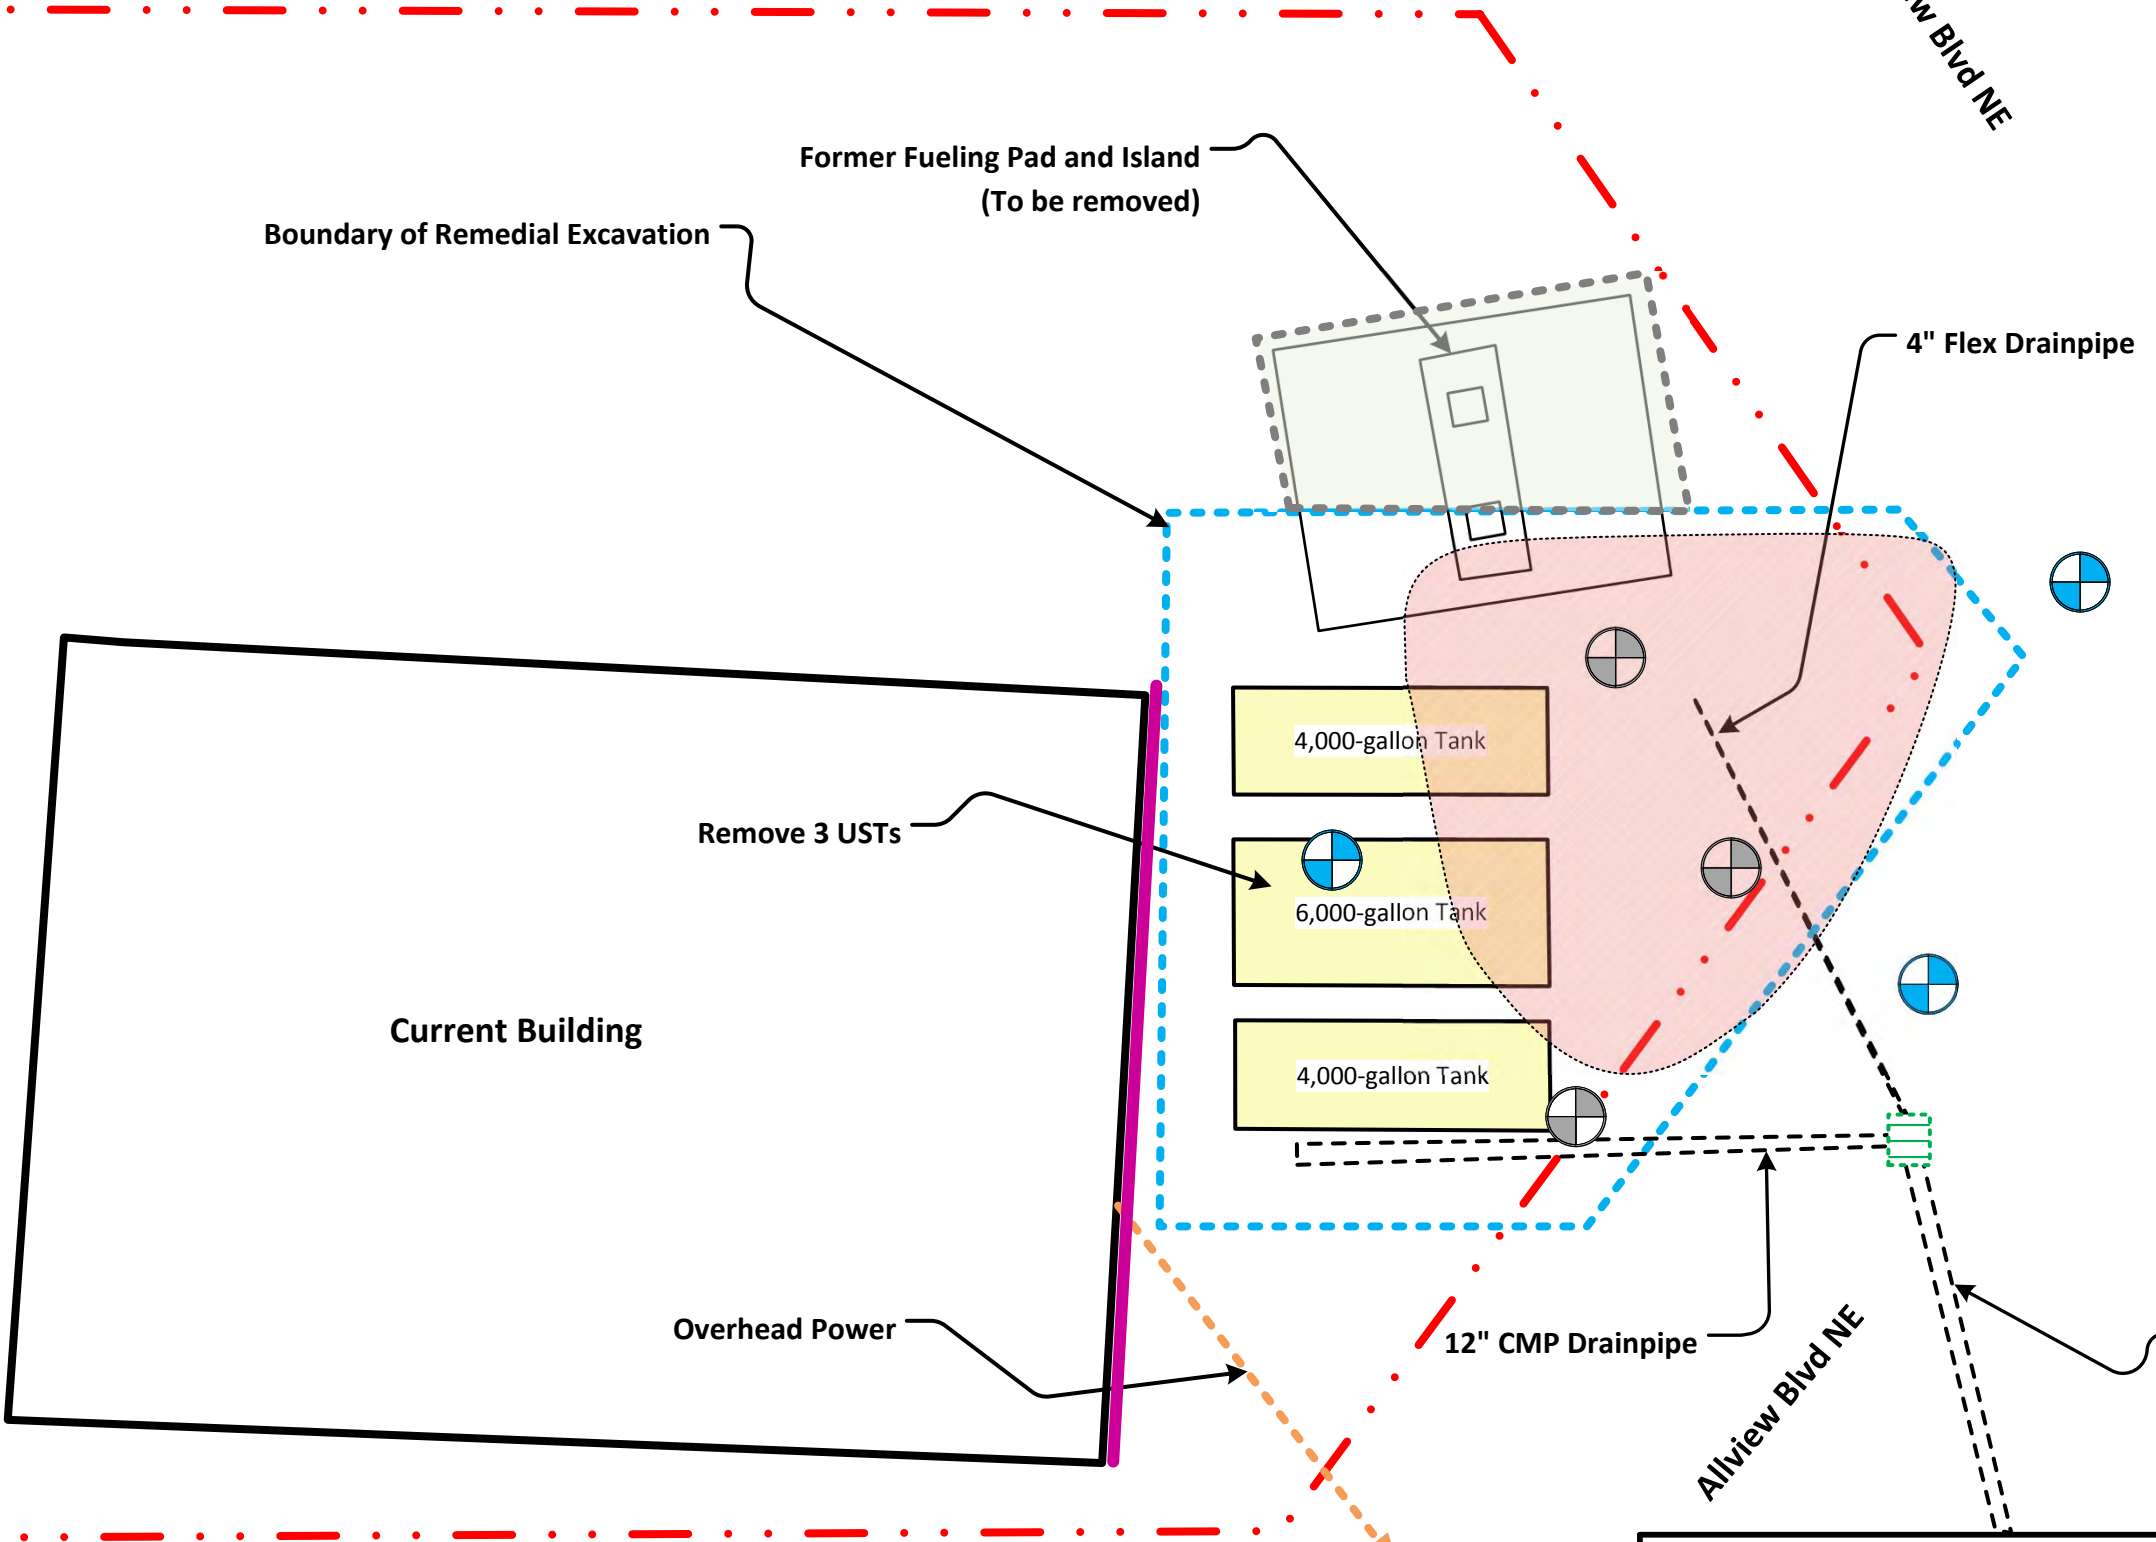 Blvd NE
Former Fueling Pad and Island
(To be removed)
Boundary of Remedial Excavation
4" Flex Drainpipe
4,000-gallon Tank
Remove 3 USTs
6,000-gallon Tank
Current Building
4,000-gallon Tank
Overhead Power
12" CMP Drainpipe
Allview Blvd NE